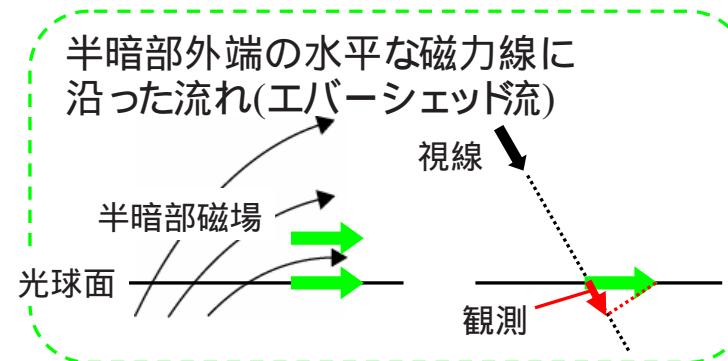 半暗部外端の水平な磁力線に
沿った流れ(エバーシェッド流)
視線
半暗部磁場
光球面
観測